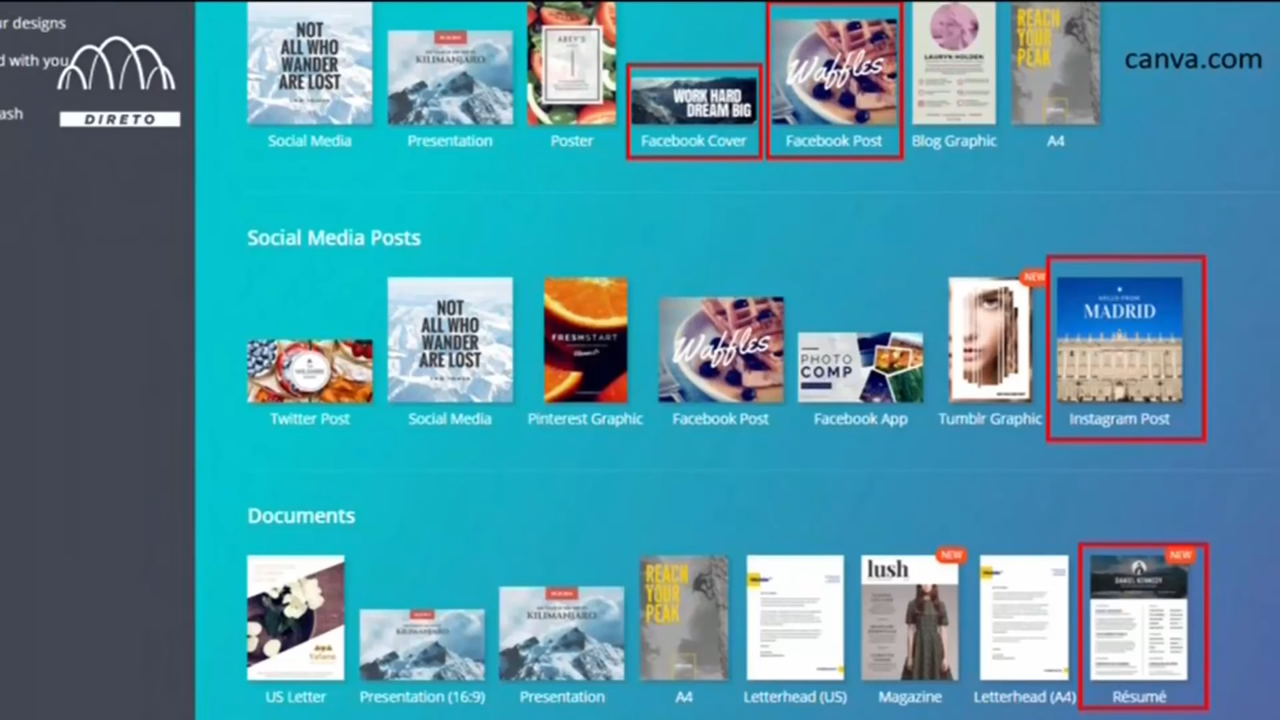 ur designs
d with you
ash
DIRETO
canva.com
NOT
ALL WHO
WANDER
ARE LOST
KILIMANJARO
ABEY'S
WORK HARD
DREAM BIG
Waffles
LAURYN HOLDEN
REACH
YOUR
PEAK
Social Media
Presentation
Poster
Facebook Cover
Facebook Post
Blog Graphic
A4
Social Media Posts
NOT
ALL WHO
WANDER
ARE LOST
FRESHSTART
Waffles
PHOTO
COMP
NEW
HELLO FROM
MADRID
Twitter Post
Social Media
Pinterest Graphic
Facebook Post
Facebook App
Tumblr Graphic
Instagram Post
Documents
Yafane
KILIMANJARO
KILIMANJARO
REACH
YOUR
PEAK
lush
NEW
NEW
DANIEL KENNEDY
US Letter
Presentation (16:9)
Presentation
A4
Letterhead (US)
Magazine
Letterhead (A4)
Résumé